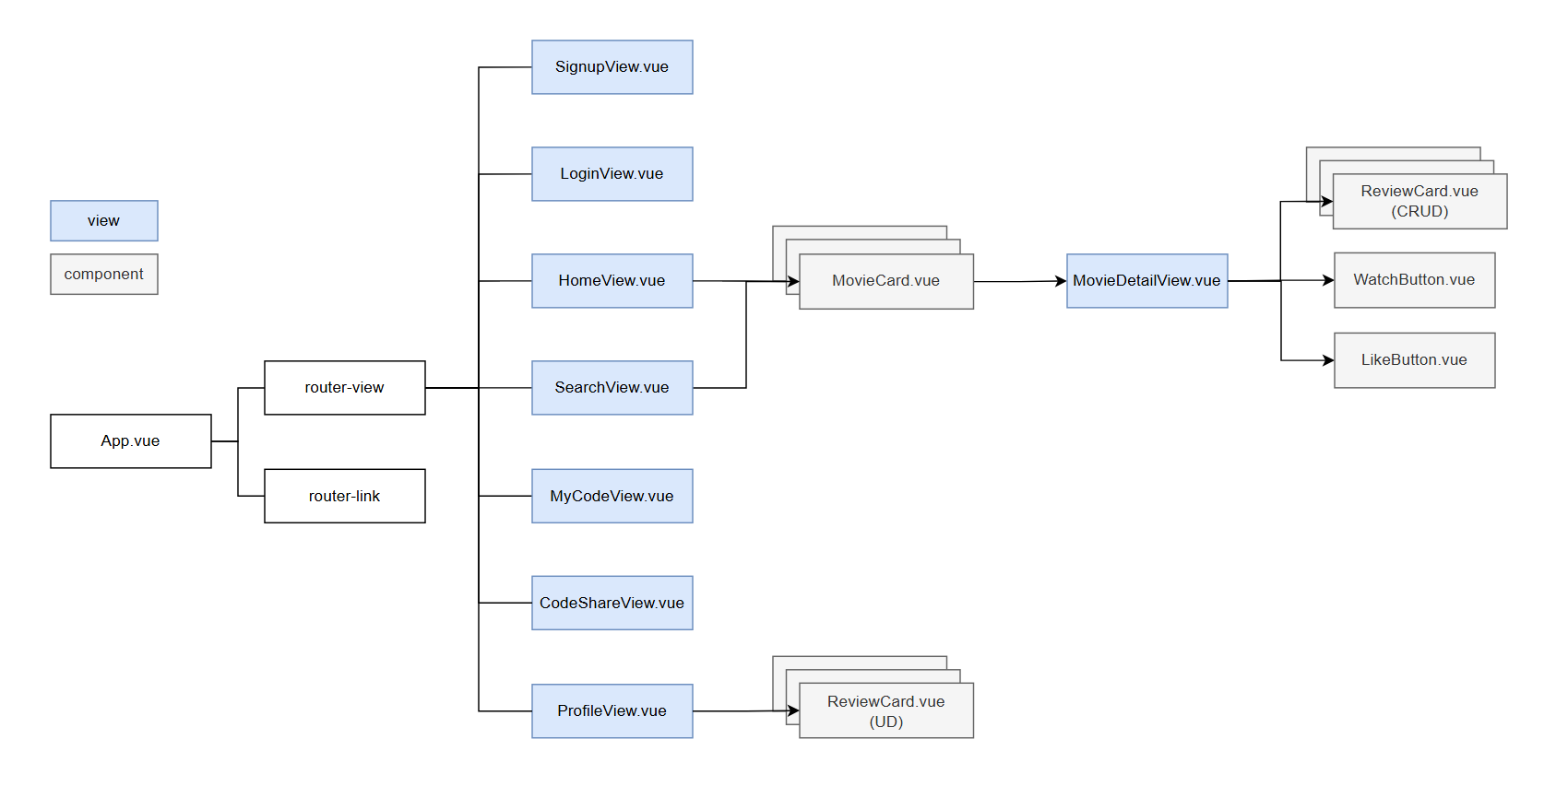 view
component
App.vue
router-view
router-link
SignupView.vue
LoginView.vue
HomeView.vue
SearchView.vue
MyCodeView.vue
CodeShareView.vue
ProfileView.vue
MovieCard.vue
ReviewCard.vue
(UD)
MovieDetailView.vue
ReviewCard.vue
(CRUD)
WatchButton.vue
LikeButton.vue